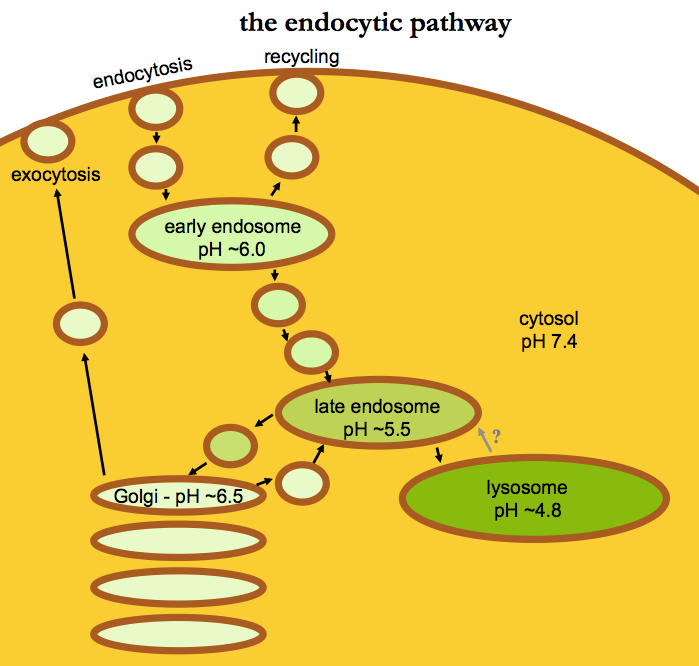 the endocytic pathway
recycling
endocytosis
exocytosis
early endosome
pH ~6.0
cytosol
pH 7.4
late endosome
pH ~5.5
?
Golgi - pH ~6.5
lysosome
pH ~4.8